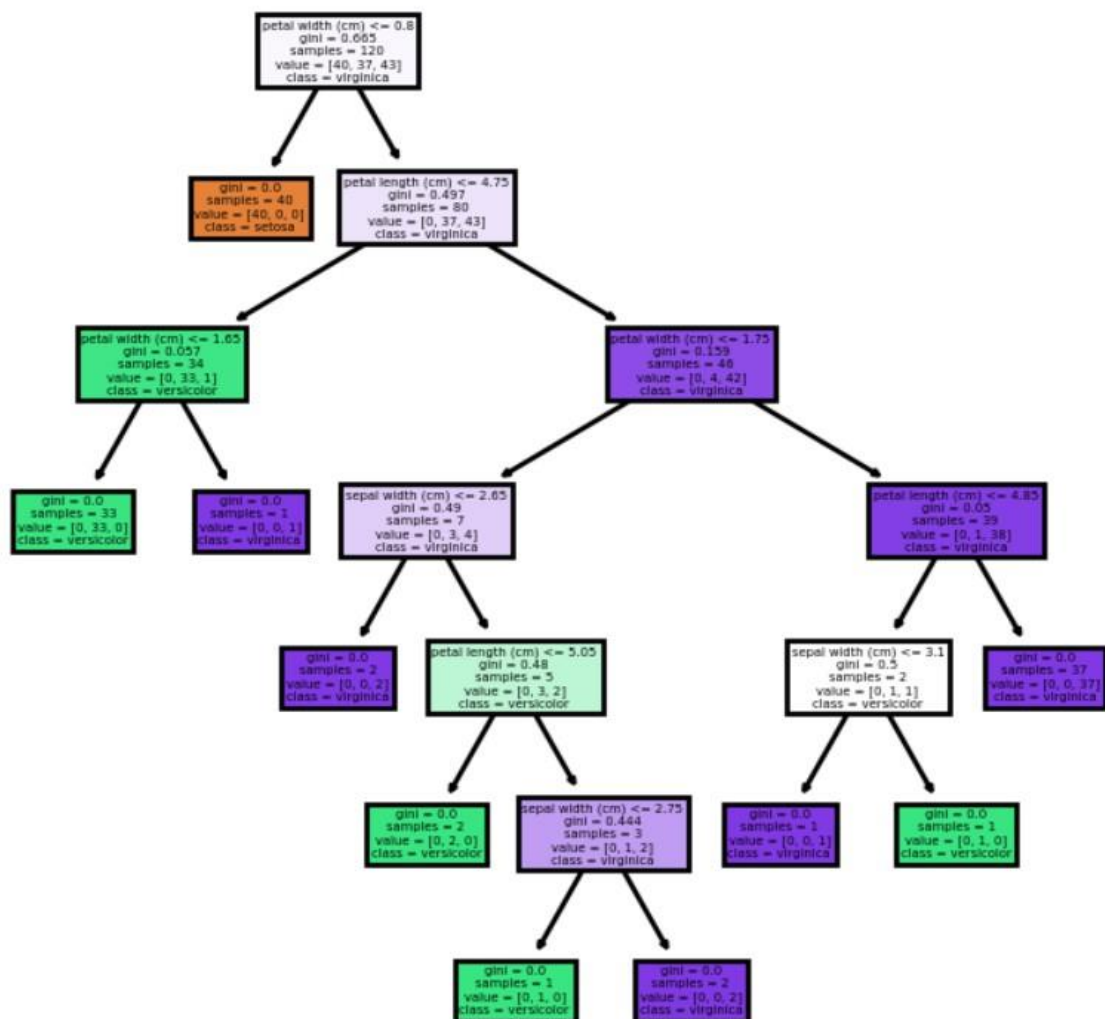 petal width (cm) <= 0.8
gini = 0.665
samples = 120
value = [40, 37, 43]
class = virginica
gini = 0.0
samples = 40
value = [40, 0, 0]
class = setosa
petal length (cm) <= 4.75
gini = 0.497
samples = 80
value = [0, 37, 43]
class = virginica
petal width (cm) <= 1.65
gini = 0.057
samples = 34
value = [0, 33, 1]
class = versicolor
petal width (cm) <= 1.75
gini = 0.159
samples = 46
value = [0, 4, 42]
class = virginica
gini = 0.0
samples = 33
value = [0, 33, 0]
class = versicolor
gini = 0.0
samples = 1
value = [0, 0, 1]
class = virginica
sepal width (cm) <= 2.65
gini = 0.49
samples = 7
value = [0, 3, 4]
class = virginica
petal length (cm) <= 4.85
gini = 0.05
samples = 39
value = [0, 1, 38]
class = virginica
gini = 0.0
samples = 2
value = [0, 0, 2]
class = virginica
petal length (cm) <= 5.05
gini = 0.48
samples = 5
value = [0, 3, 2]
class = versicolor
sepal width (cm) <= 3.1
gini = 0.5
samples = 2
value = [0, 1, 1]
class = versicolor
gini = 0.0
samples = 37
value = [0, 0, 37]
class = virginica
gini = 0.0
samples = 2
value = [0, 2, 0]
class = versicolor
sepal width (cm) <= 2.75
gini = 0.444
samples = 3
value = [0, 1, 2]
class = virginica
gini = 0.0
samples = 1
value = [0, 0, 1]
class = virginica
gini = 0.0
samples = 1
value = [0, 1, 0]
class = versicolor
gini = 0.0
samples = 1
value = [0, 1, 0]
class = versicolor
gini = 0.0
samples = 2
value = [0, 0, 2]
class = virginica